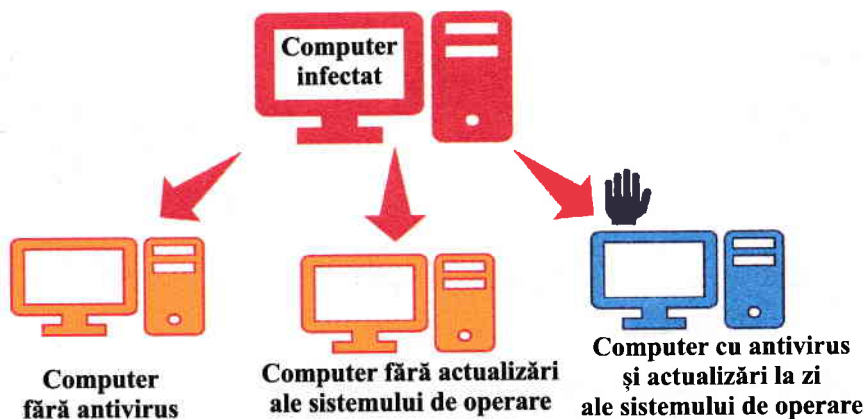 Computer
infectat
Computer
fără antivirus
Computer fără actualizări
ale sistemului de operare
Computer cu antivirus
și actualizări la zi
ale sistemului de operare